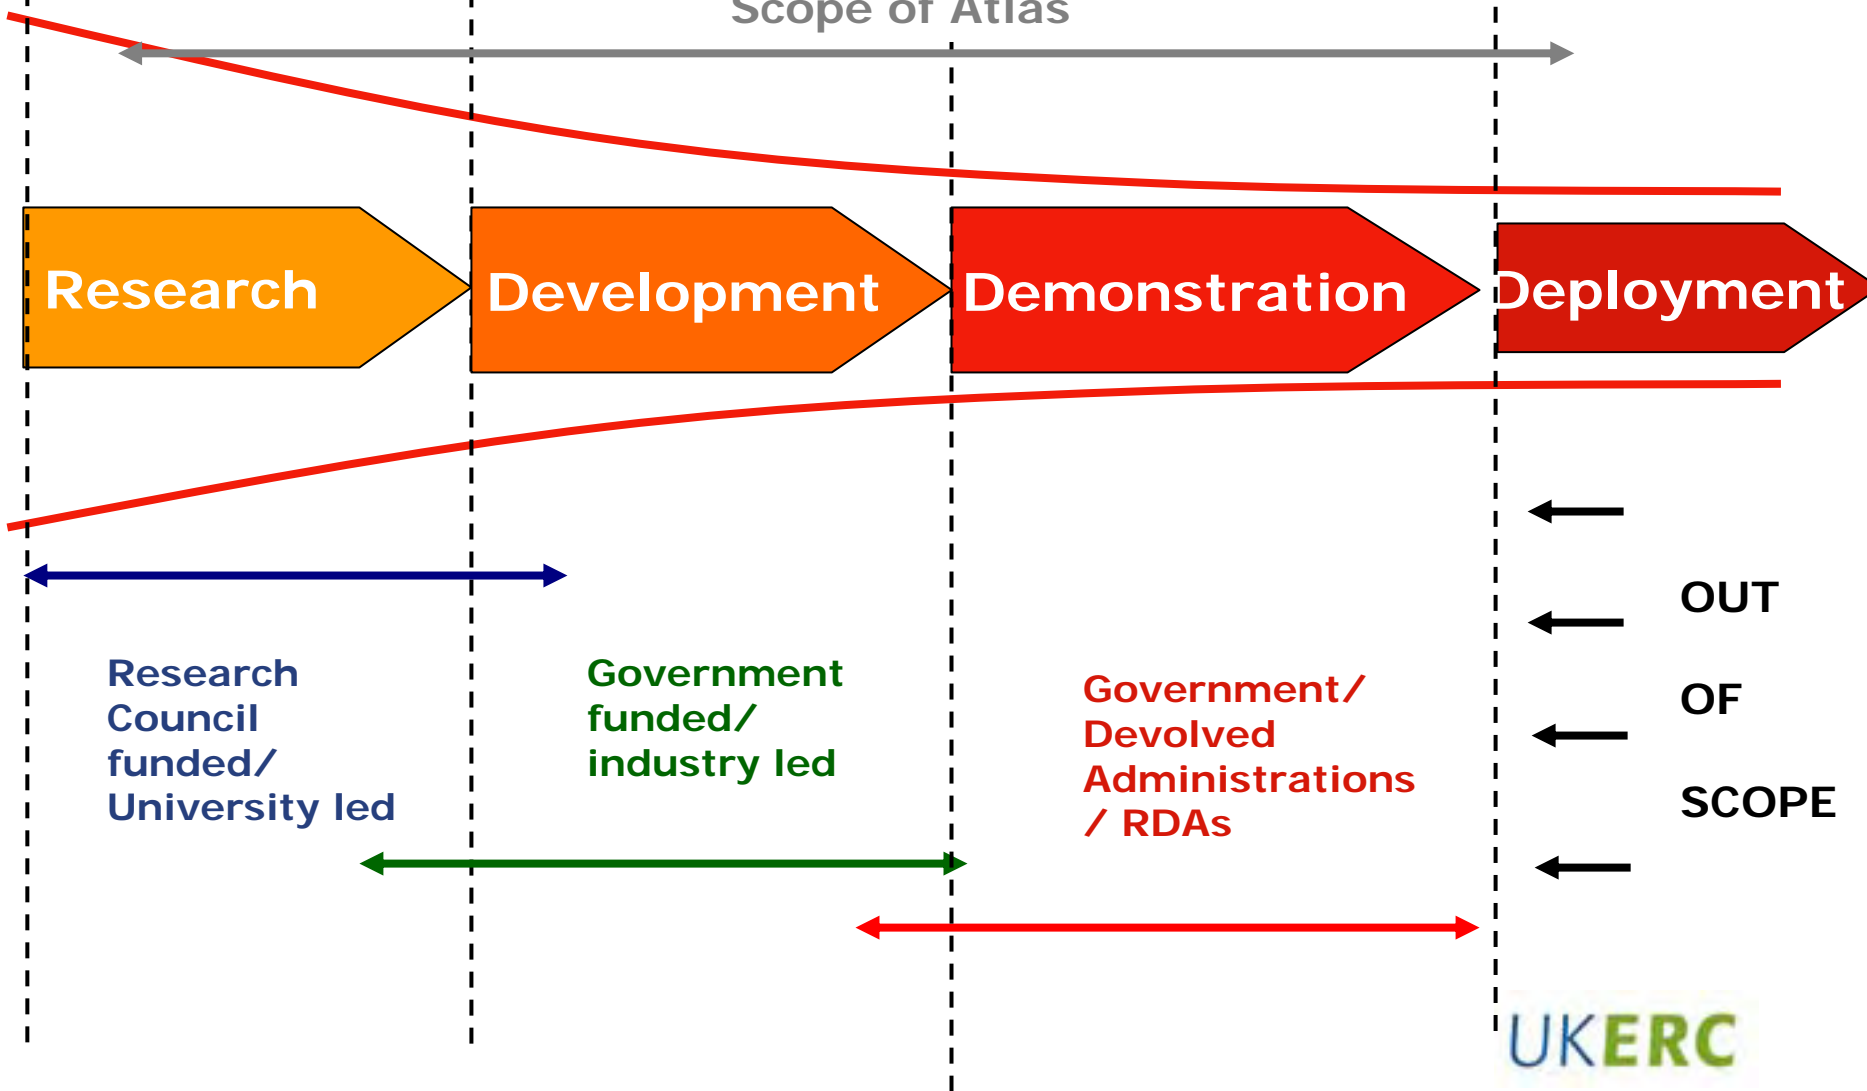 Scope of Atlas
Research
Development
Demonstration
Deployment
Research
Council
funded/
University led
Government
funded/
industry led
Government/
Devolved
Administrations
/ RDAs
OUT
OF
SCOPE
UKERC